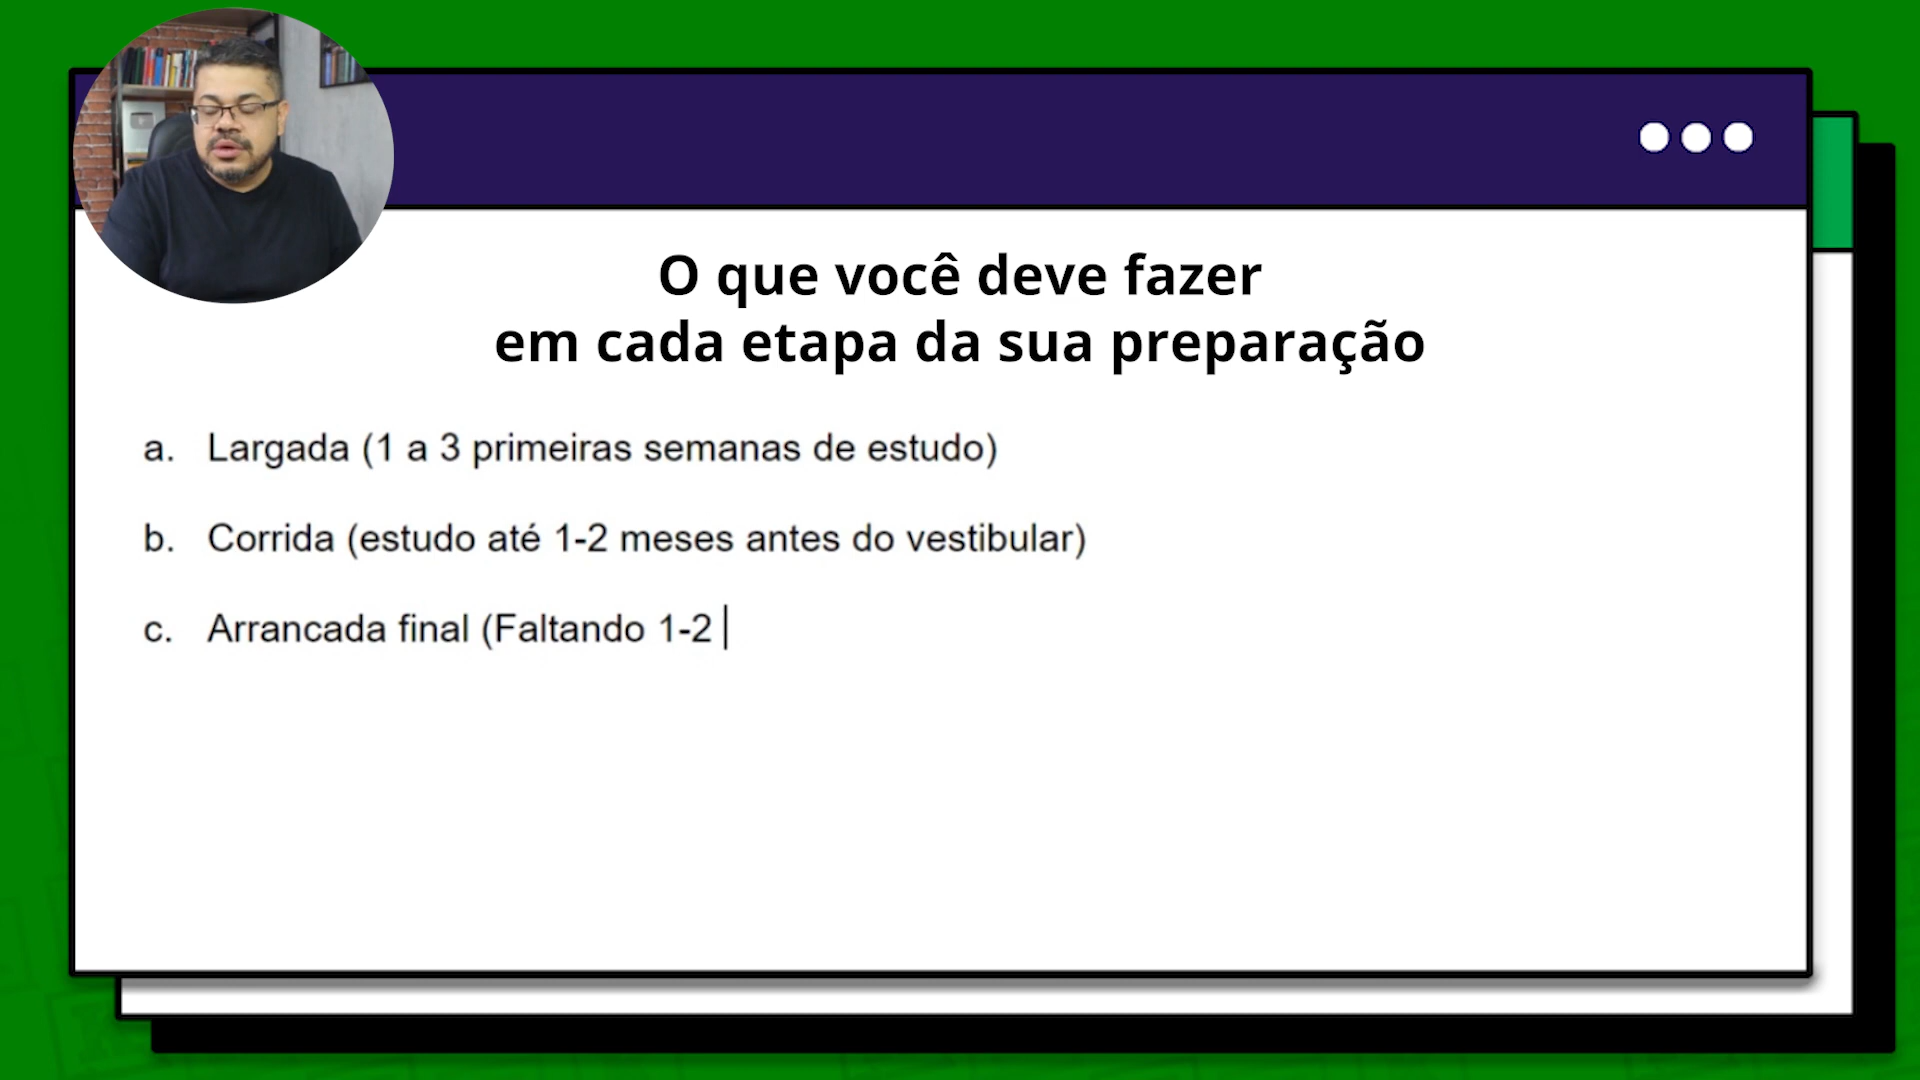 O que você deve fazer
em cada etapa da sua preparação
a. Largada (1 a 3 primeiras semanas de estudo)
b. Corrida (estudo até 1-2 meses antes do vestibular)
c. Arrancada final (Faltando 1-2